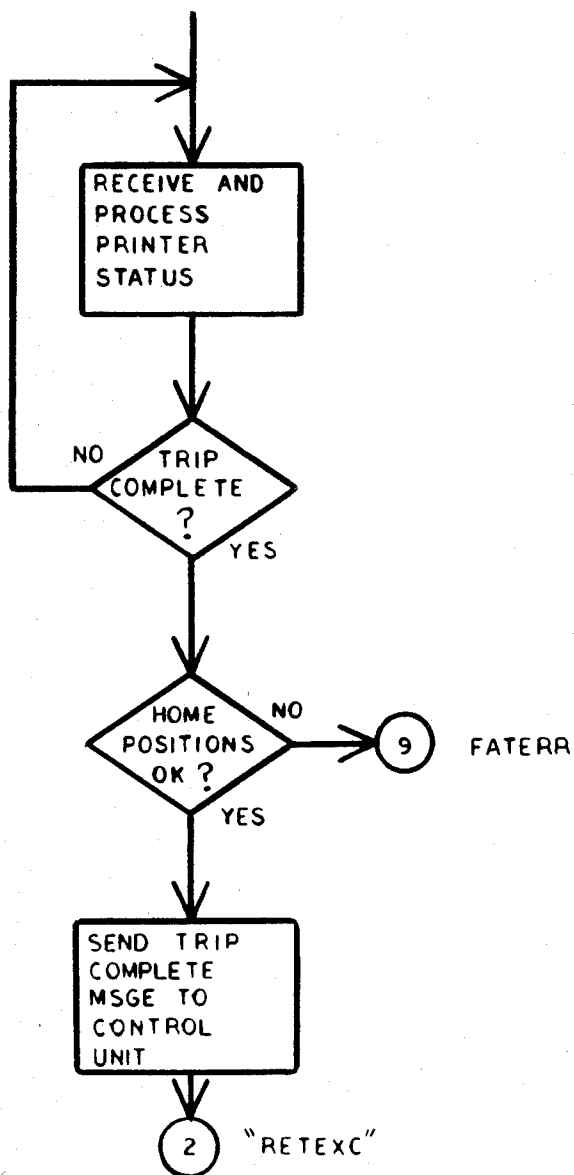 RECEIVE AND
PROCESS
PRINTER
STATUS
NO
TRIP
COMPLETE
?
YES
HOME
POSITIONS
OK ?
NO
9
FATERR
YES
SEND TRIP
COMPLETE
MSGE TO
CONTROL
UNIT
2
"RETEXC"